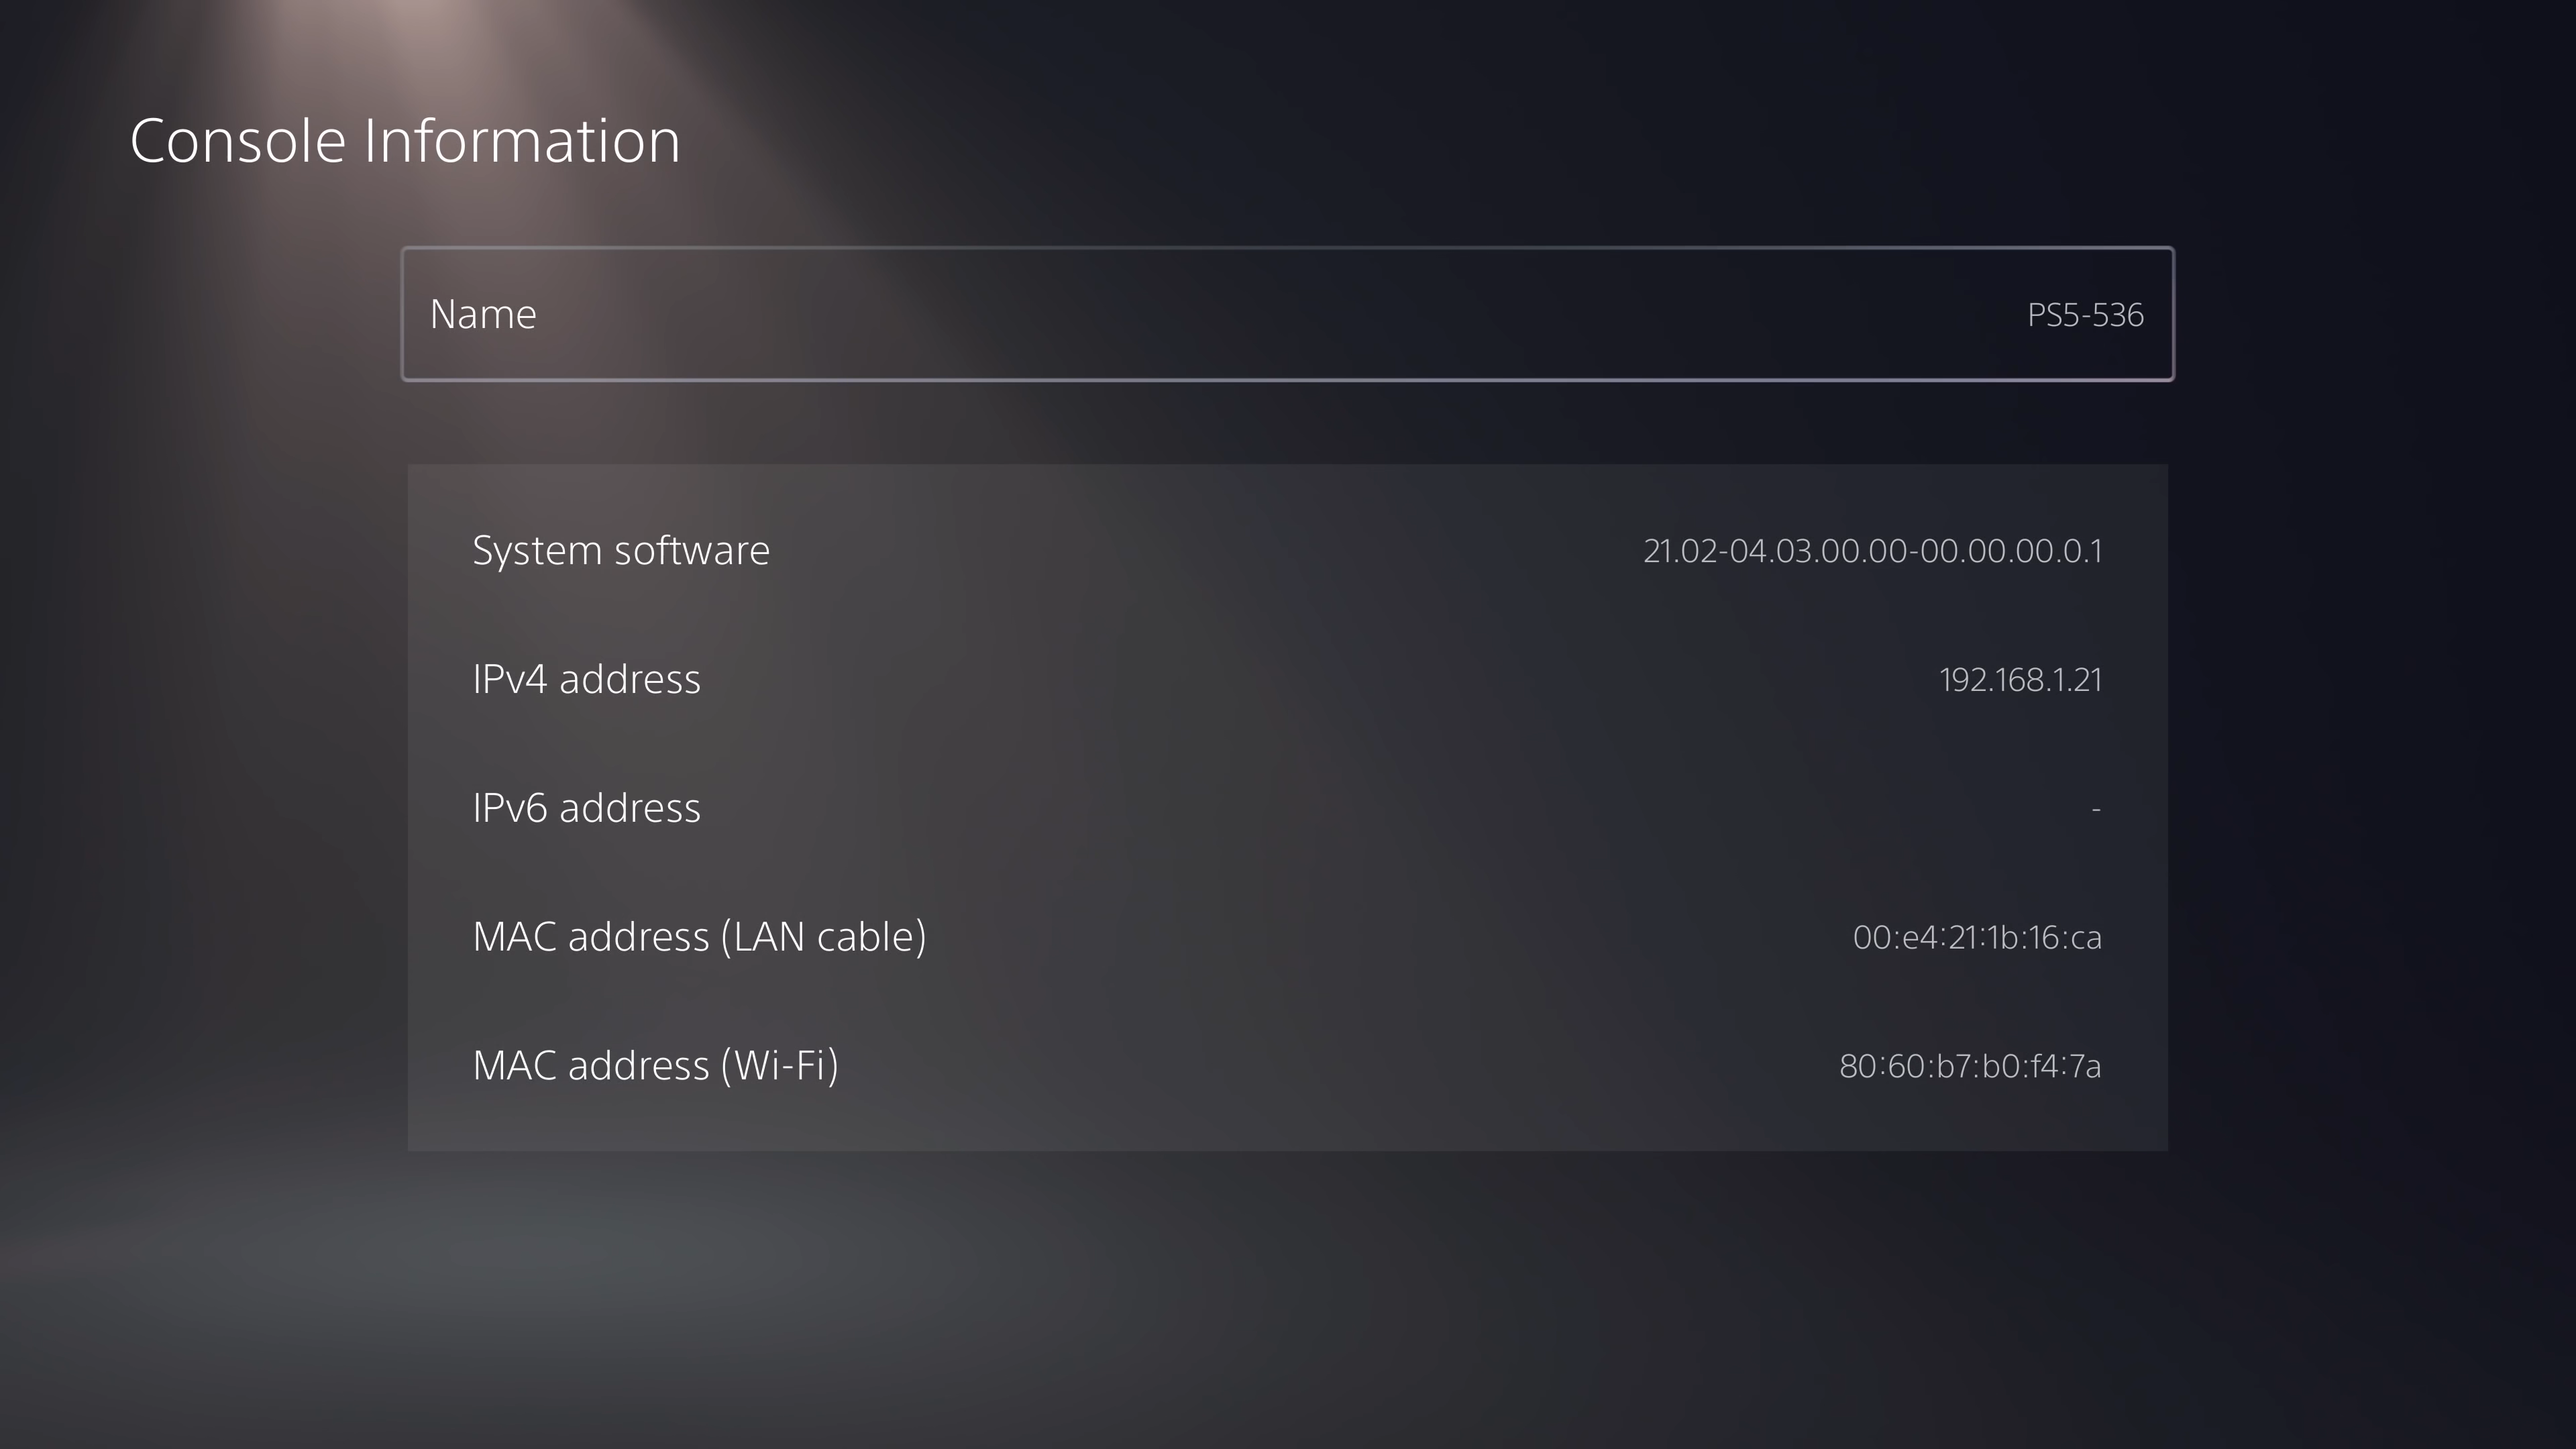 Console Information
Name PS5-536
System software 21.02-04.03.00.00-00.00.00.0.1
IPv4 address 192.168.1.21
IPv6 address -
MAC address (LAN cable) 00:e4:21:1b:16:ca
MAC address (Wi-Fi) 80:60:b7:b0:f4:7a